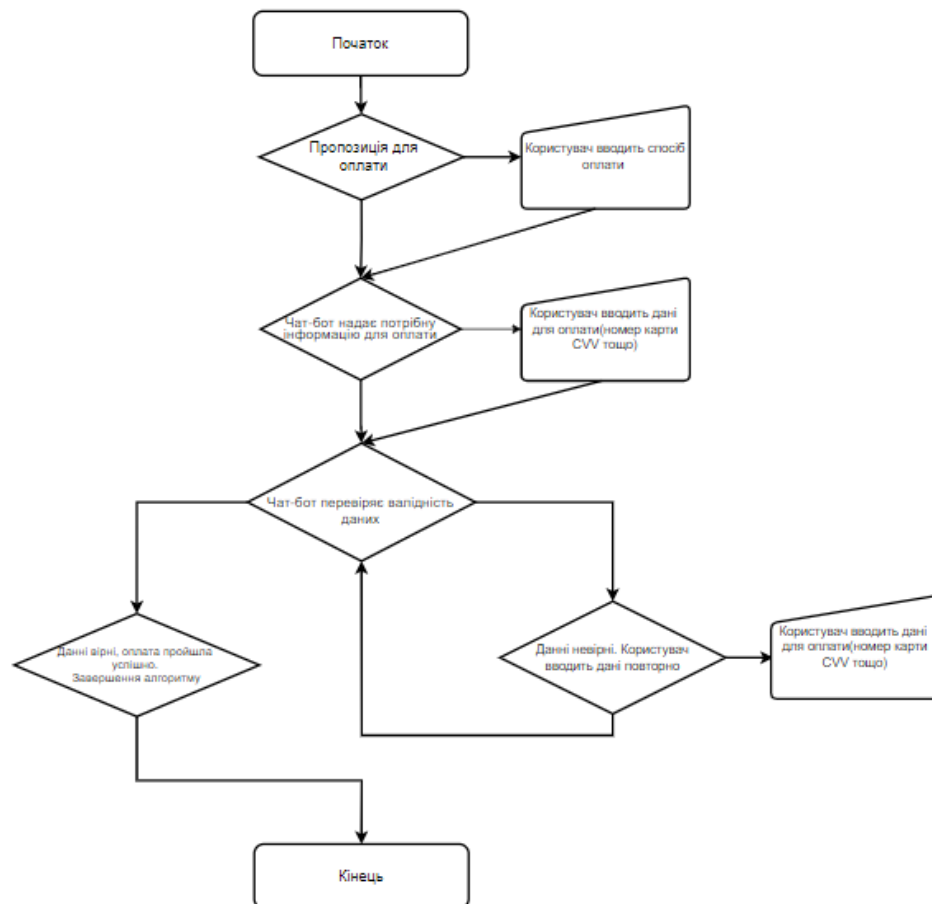 Початок
Пропозиція для
оплати
Користувач вводить спосіб
оплати
Чат-бот надає потрібну
інформацію для оплати
Користувач вводить дані
для оплати(номер карти
CVV тощо)
Чат-бот перевіряє валідність
даних
Данні вірні, оплата пройшла
успішно.
Завершення алгоритму
Данні невірні. Користувач
вводить дані повторно
Користувач вводить дані
для оплати(номер карти
CVV тощо)
Кінець